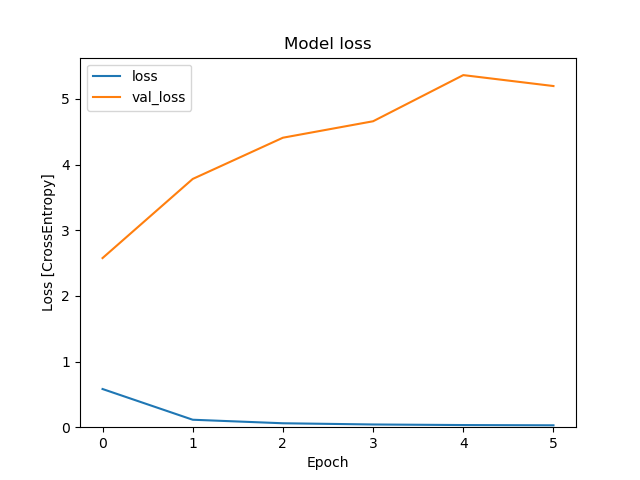 Model loss
loss
val_loss
Loss [CrossEntropy]
5
4
3
2
1
0
0 1 2 3 4 5
Epoch